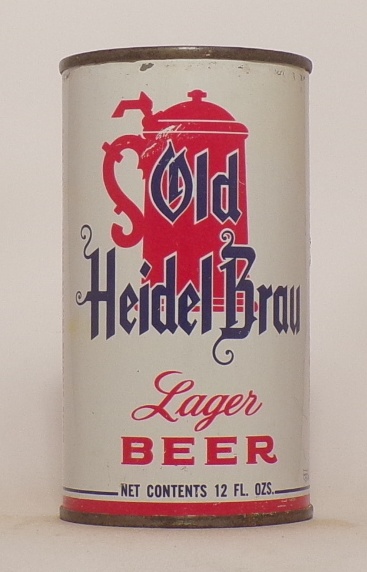 Old
Heidel Brau
Lager
BEER
NET CONTENTS 12 FL. OZS.